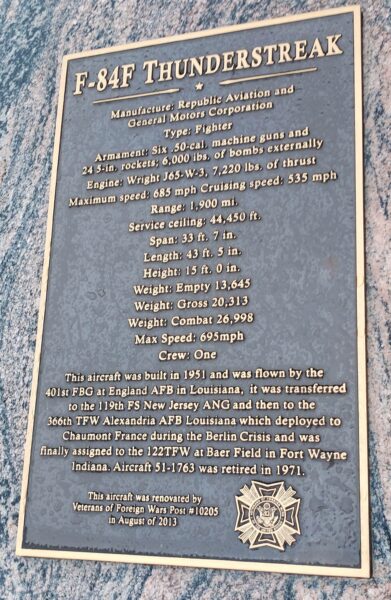 F-84F THUNDERSTREAK
Manufacture: Republic Aviation and
General Motors Corporation
Type: Fighter
Armament: Six .50-cal. machine guns and
24 5-in. rockets; 6,000 lbs. of bombs externally
Engine: Wright J65-W-3, 7,220 lbs. of thrust
Maximum speed: 685 mph Cruising speed: 535 mph
Range: 1,900 mi.
Service ceiling: 44,450 ft.
Span: 33 ft. 7 in.
Length: 43 ft. 5 in.
Height: 15 ft. 0 in.
Weight: Empty 13,645
Weight: Gross 20,313
Weight: Combat 26,998
Max Speed: 695mph
Crew: One
This aircraft was built in 1951 and was flown by the
401st FBG at England AFB in Louisiana, it was transferred
to the 119th FS New Jersey ANG and then to the
366th TFW Alexandria AFB Louisiana which deployed to
Chaumont France during the Berlin Crisis and was
finally assigned to the 122TFW at Baer Field in Fort Wayne
Indiana. Aircraft 51-1763 was retired in 1971.
This aircraft was renovated by
Veterans of Foreign Wars Post #10205
in August of 2013